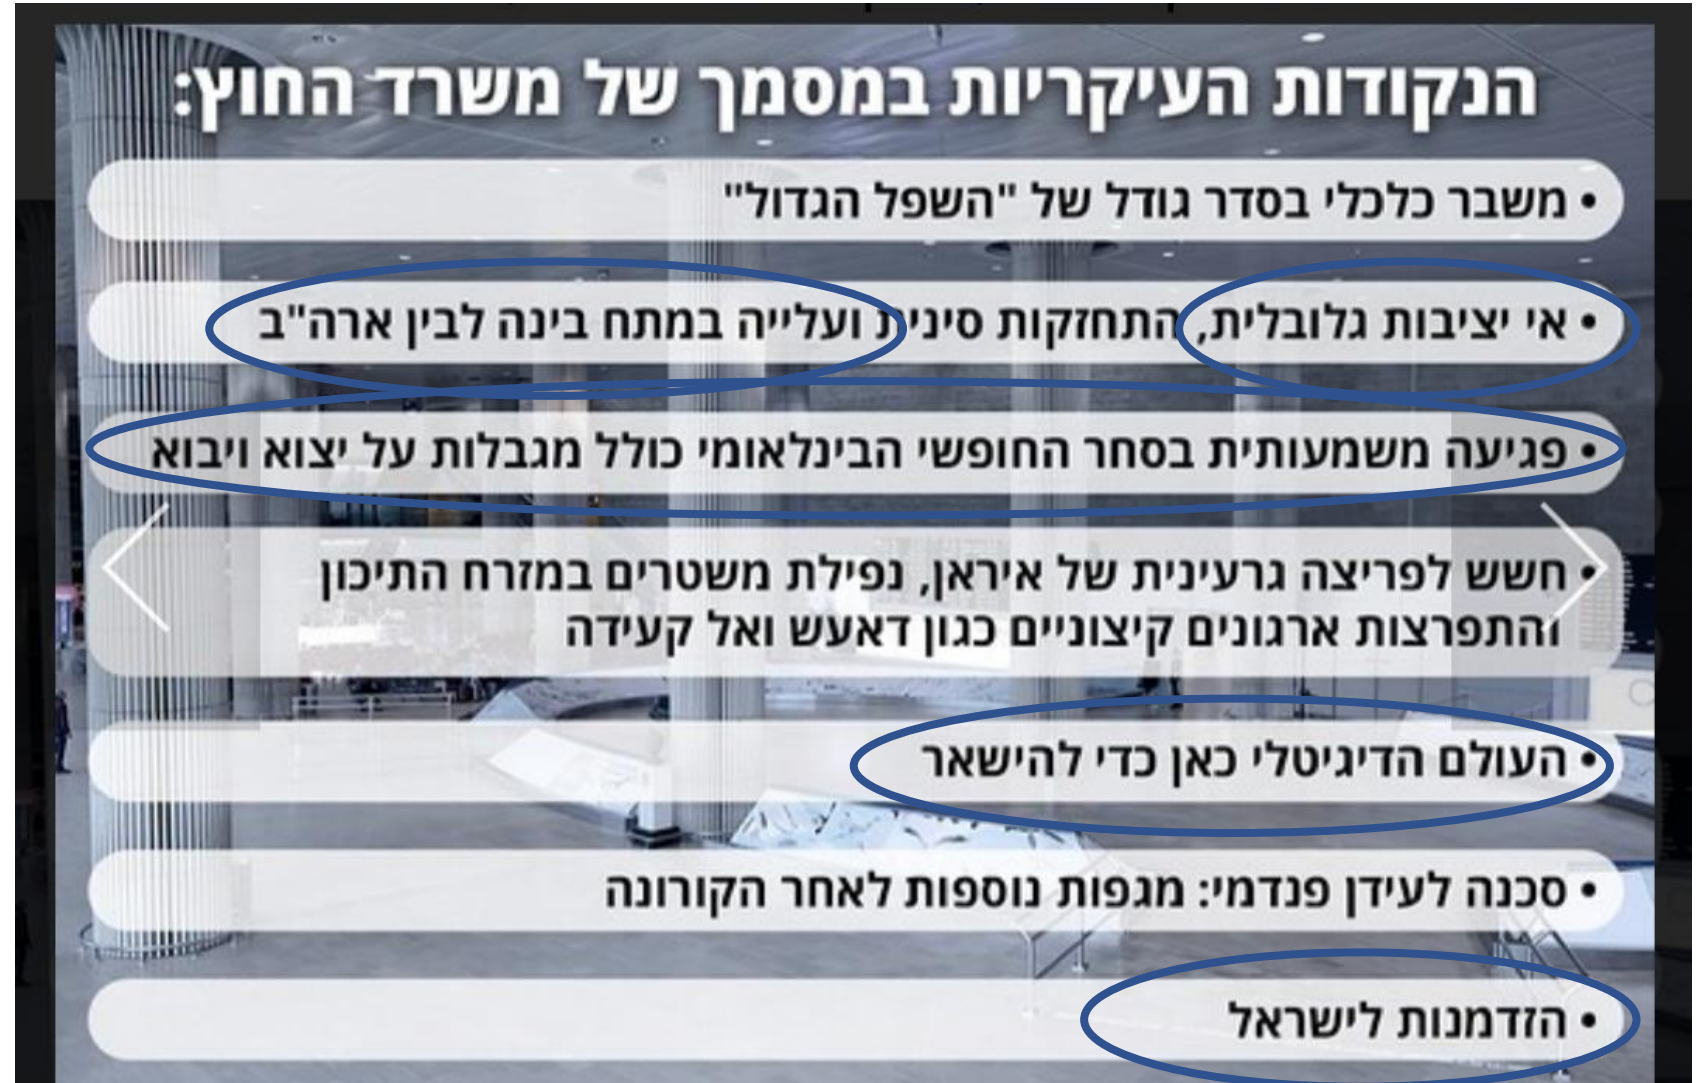 הנקודות העיקריות במסמך של משרד החוץ:
• משבר כלכלי בסדר גודל של "השפל הגדול"
• אי יציבות גלובלית, התחזקות סינית ועלייה במתח בינה לבין ארה"ב
• פגיעה משמעותית בסחר החופשי הבינלאומי כולל מגבלות על יצוא ויבוא
• חשש לפריצה גרעינית של איראן, נפילת משטרים במזרח התיכון
והתפרצות ארגונים קיצוניים כגון דאעש ואל קעידה
• העולם הדיגיטלי כאן כדי להישאר
• סכנה לעידן פנדמי: מגפות נוספות לאחר הקורונה
• הזדמנות לישראל